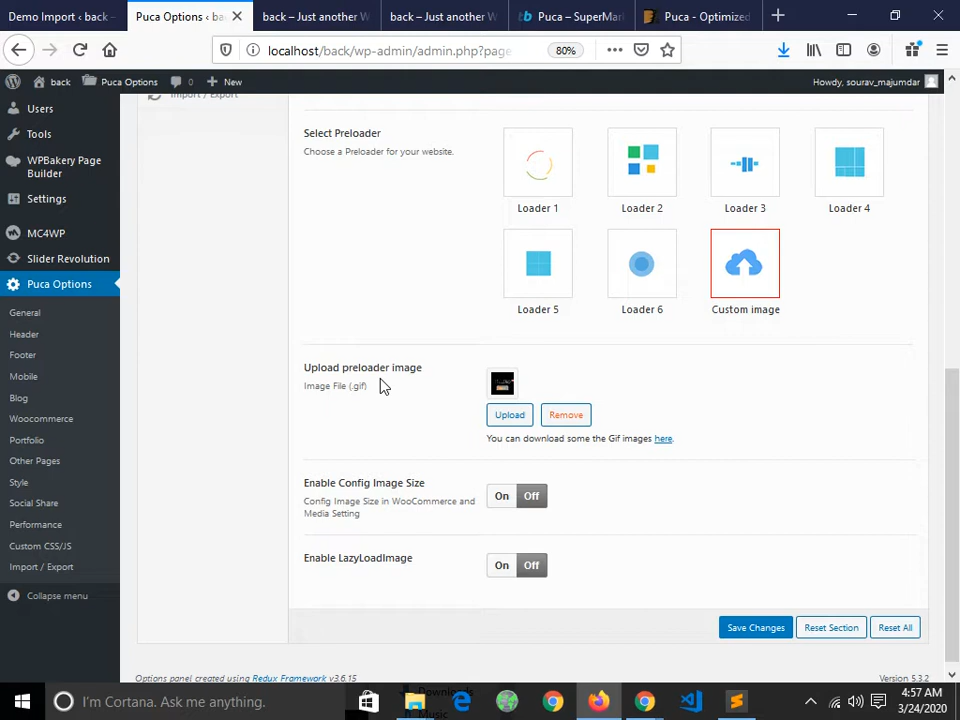 Demo Import ‹ back –
Puca Options ‹ ba
back – Just another W
back – Just another W
Puca – SuperMar
Puca - Optimized
localhost/back/wp-admin/admin.php?page
80%
back
Puca Options
0
New
Howdy, sourav_majumdar
Users
Tools
WPBakery Page
Builder
Settings
MC4WP
Slider Revolution
Puca Options
General
Header
Footer
Mobile
Blog
Woocommerce
Portfolio
Other Pages
Style
Social Share
Performance
Custom CSS/JS
Import / Export
Collapse menu
Import / Export
Select Preloader
Choose a Preloader for your website.
Loader 1
Loader 2
Loader 3
Loader 4
Loader 5
Loader 6
Custom image
Upload preloader image
Image File (.gif)
Upload
Remove
You can download some the Gif images here.
Enable Config Image Size
Config Image Size in WooCommerce and
Media Setting
On
Off
Enable LazyLoadImage
On
Off
Save Changes
Reset Section
Reset All
Options panel created using Redux Framework v3.6.15
Version 5.3.2
I'm Cortana. Ask me anything.
Downloads
Music
4:57 AM
3/24/2020